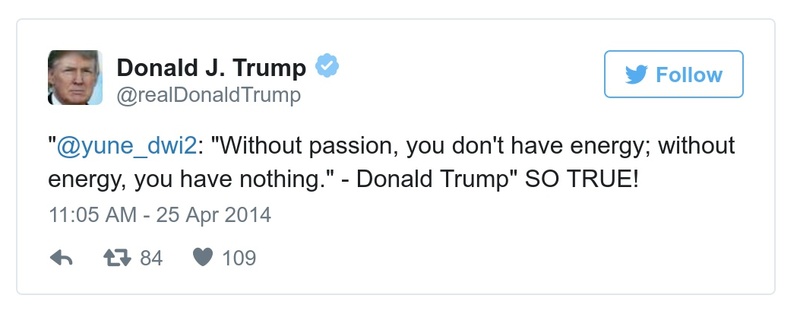 Donald J. Trump
@realDonaldTrump
Follow
"@yune_dwi2: "Without passion, you don't have energy; without
energy, you have nothing." - Donald Trump" SO TRUE!
11:05 AM - 25 Apr 2014
84 109